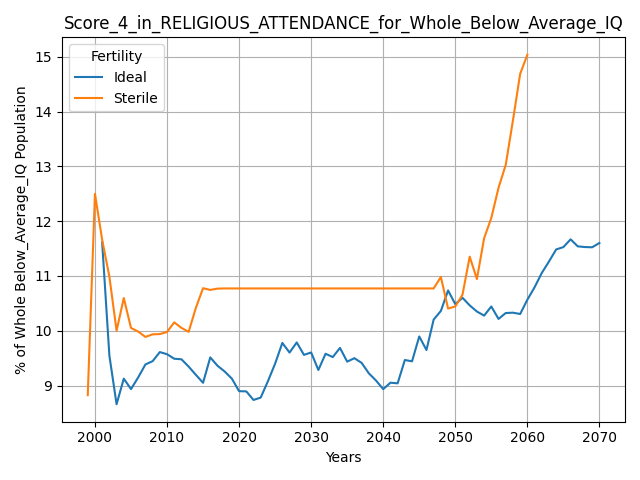 Score_4_in_RELIGIOUS_ATTENDANCE_for_Whole_Below_Average_IQ
Fertility
Ideal
Sterile
% of Whole Below_Average_IQ Population
15
14
13
12
11
10
9
2000 2010 2020 2030 2040 2050 2060 2070
Years